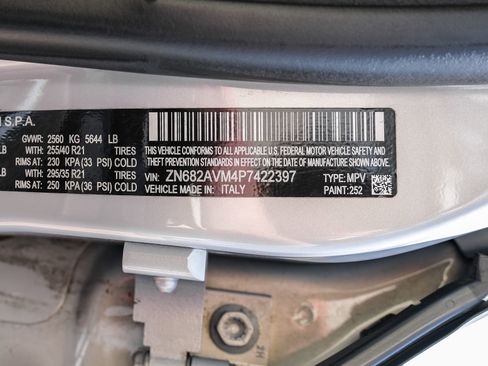 S.P.A.
GVWR: 2560 KG 5644 LB
LB 255/40 R21 TIRES
RIMS AT 230 KPA (33 PSI) COLD
LB 295/35 R21 TIRES
RIMS AT 250 KPA (36 PSI) COLD
THIS VEHICLE CONFORMS TO ALL APPLICABLE U.S. FEDERAL MOTOR VEHICLE SAFETY
AND THEFT PREVENTION STANDARDS IN EFFECT ON THE DATE OF MANUFACTURE SHOWN ABOVE.
VIN: ZN682AVM4P7422397 TYPE: MPV
VEHICLE MADE IN: ITALY PAINT: 252